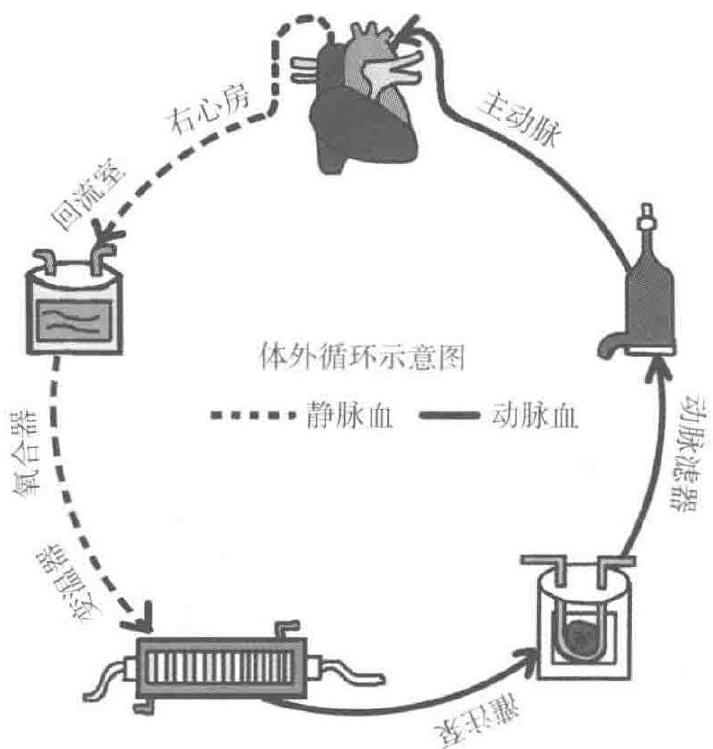 右心房
主动脉
回流室
体外循环示意图
静脉血 动脉血
氧合器
动脉滤器
变温器
灌注泵